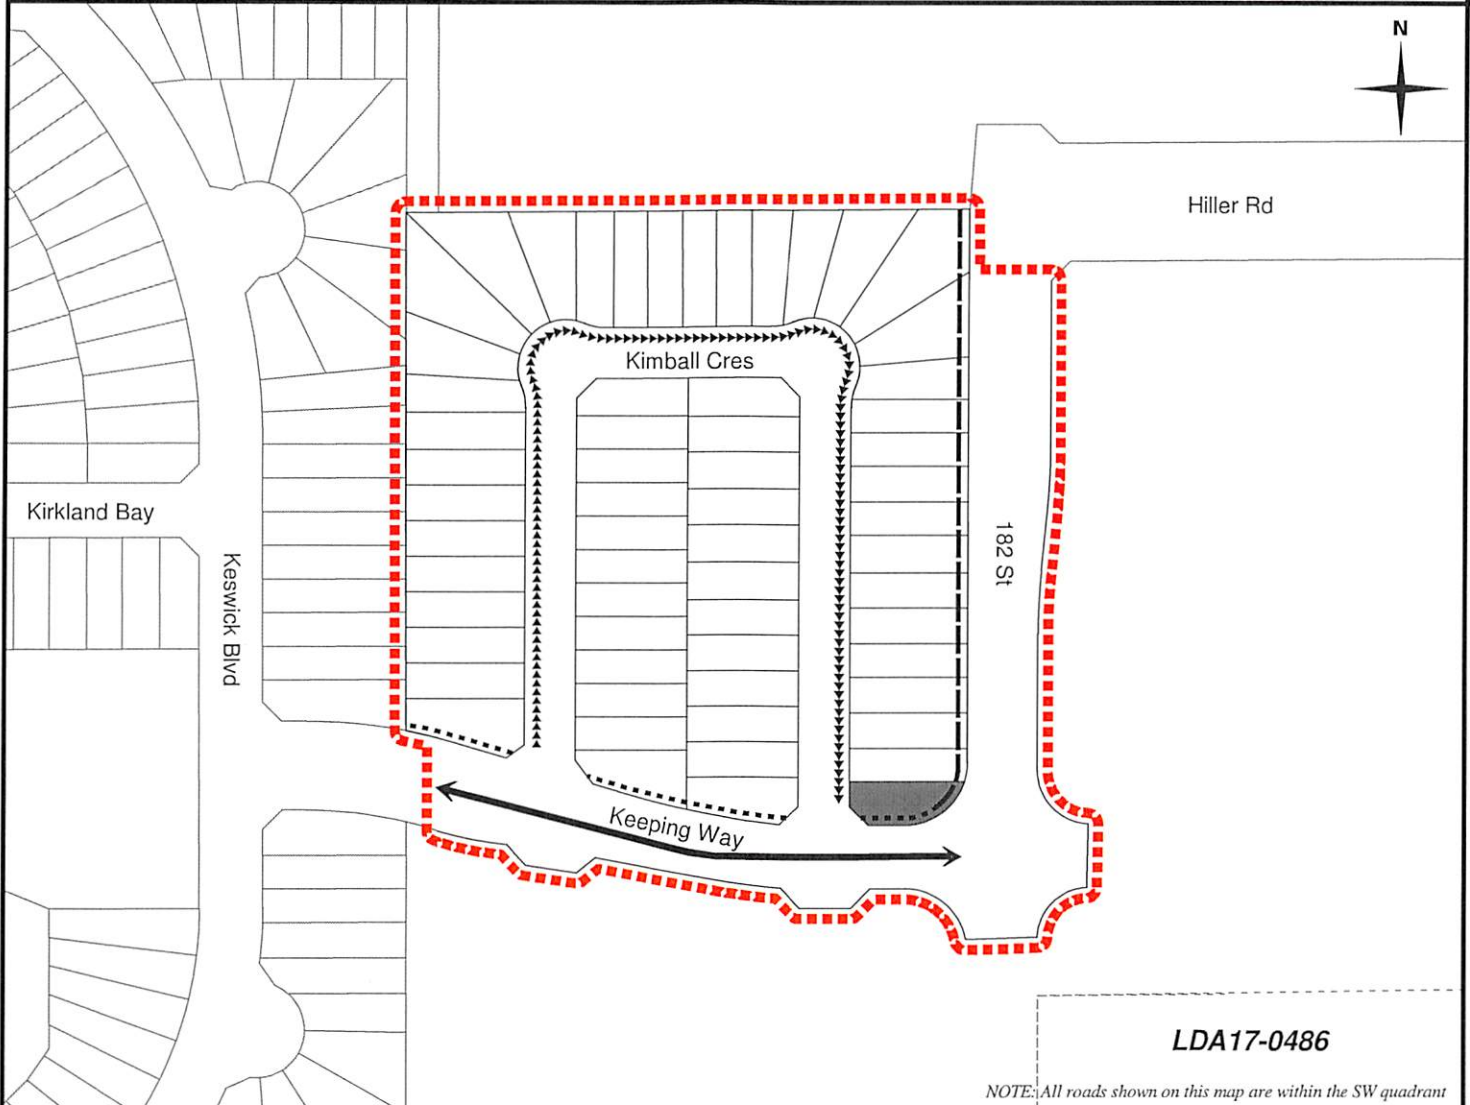 N
Hiller Rd
Kimball Cres
Kirkland Bay
182 St
Keswick Blvd
Keeping Way
LDA17-0486
NOTE: All roads shown on this map are within the SW quadrant